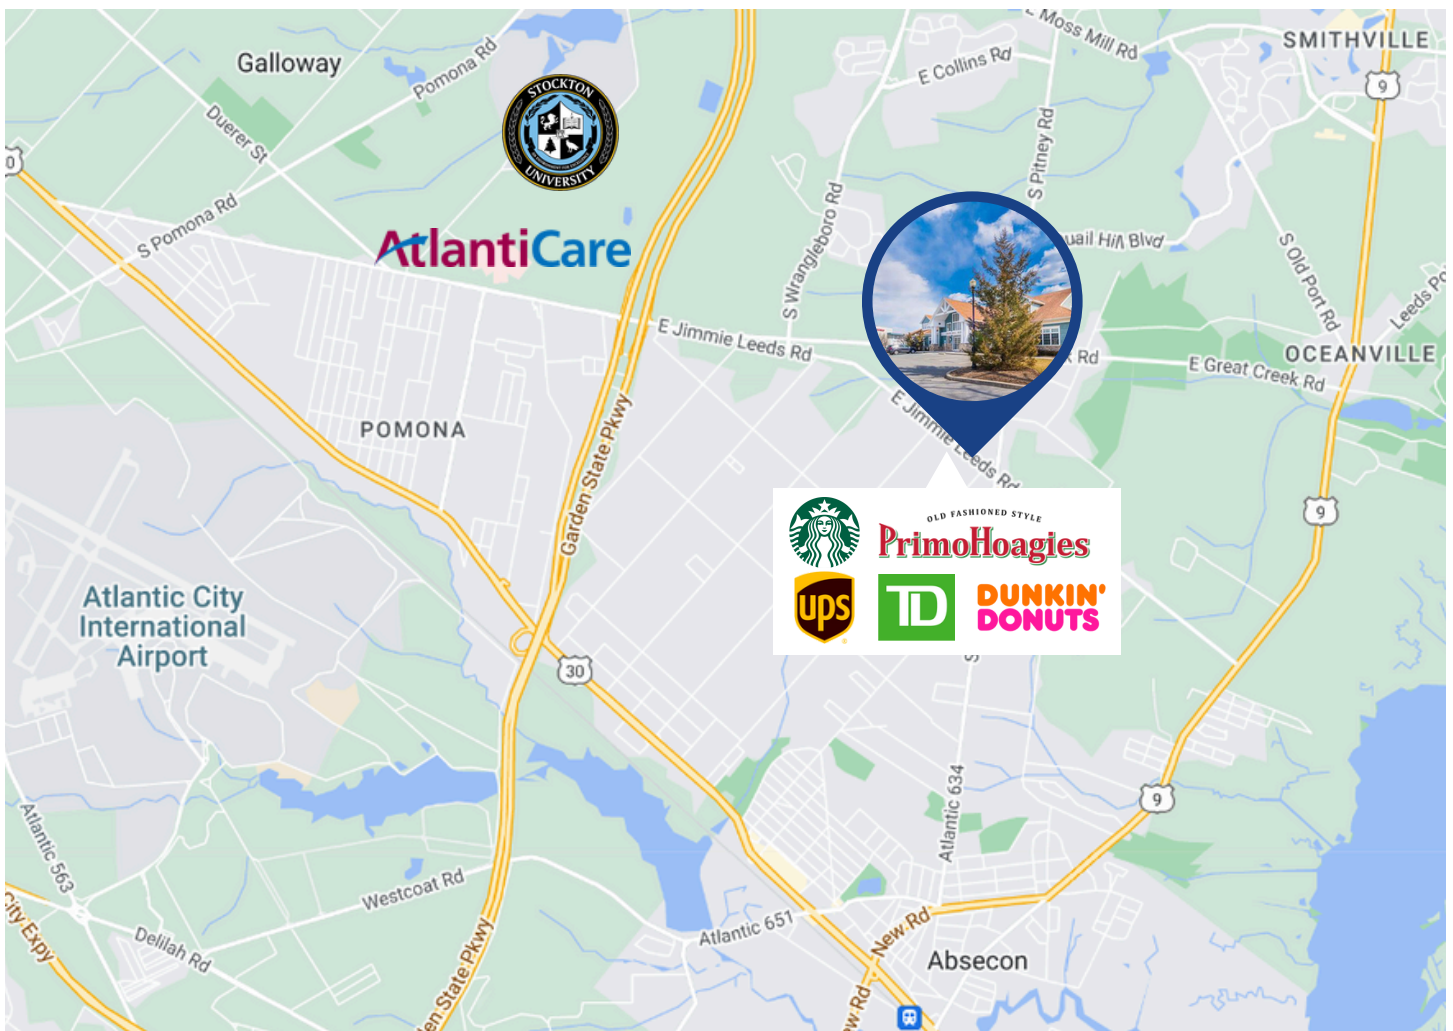 E Moss Mill Rd
SMITHVILLE
Galloway
Pomona Rd
E Collins Rd
9
STOCKTON
UNIVERSITY
Duerer St
S Pitney Rd
0
S Pomona Rd
AtlantiCare
S Wrangleboro Rd
uail Hill Blvd
S Old Port Rd
Leeds Po
E Jimmie Leeds Rd
k Rd
OCEANVILLE
E Great Creek Rd
POMONA
Garden State Pkwy
E Jimmie Leeds Rd
9
OLD FASHIONED STYLE
PrimoHoagies
ups
TD
DUNKIN'
DONUTS
Atlantic City
International
Airport
S
30
9
Atlantic 634
Atlantic 563
Westcoat Rd
City Expy
Delilah Rd
Atlantic 651
New Rd
Absecon
en State Pkwy
w Rd